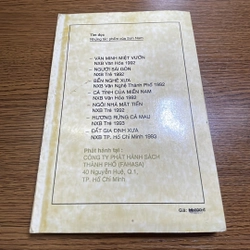 Tìm đọc
Những tác phẩm của Sơn Nam
- VĂN MINH MIỆT VƯỜN
NXB Văn Hóa 1992
- NGƯỜI SÀI GÒN
NXB Trẻ 1992
- BẾN NGHÉ XƯA
NXB Văn Nghệ Thành Phố 1992
- CÁ TÍNH CỦA MIỀN NAM
NXB Văn Hóa 1992
- NGÔI NHÀ MẶT TIỀN
NXB Trẻ 1992
- HƯƠNG RỪNG CÀ MAU
NXB Trẻ 1993
- ĐẤT GIA ĐỊNH XƯA
NXB TP. Hồ Chí Minh 1993
Phát hành tại:
CÔNG TY PHÁT HÀNH SÁCH
THÀNH PHỐ (FAHASA)
40 Nguyễn Huệ, Q.1,
TP. Hồ Chí Minh
Giá: